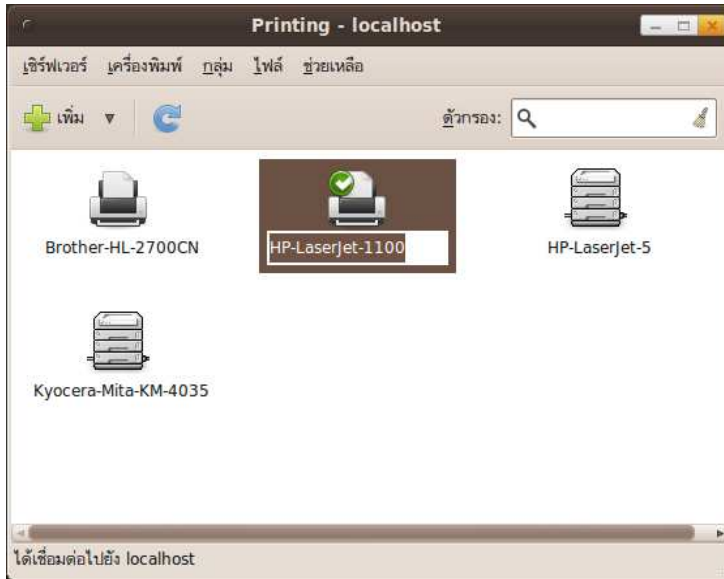 Printing - localhost
เซิร์ฟเวอร์ เครื่องพิมพ์ กลุ่ม ไฟล์ ช่วยเหลือ
เพิ่ม ตัวกรอง:
Brother-HL-2700CN HP-LaserJet-1100 HP-LaserJet-5
Kyocera-Mita-KM-4035
ได้เชื่อมต่อไปยัง localhost